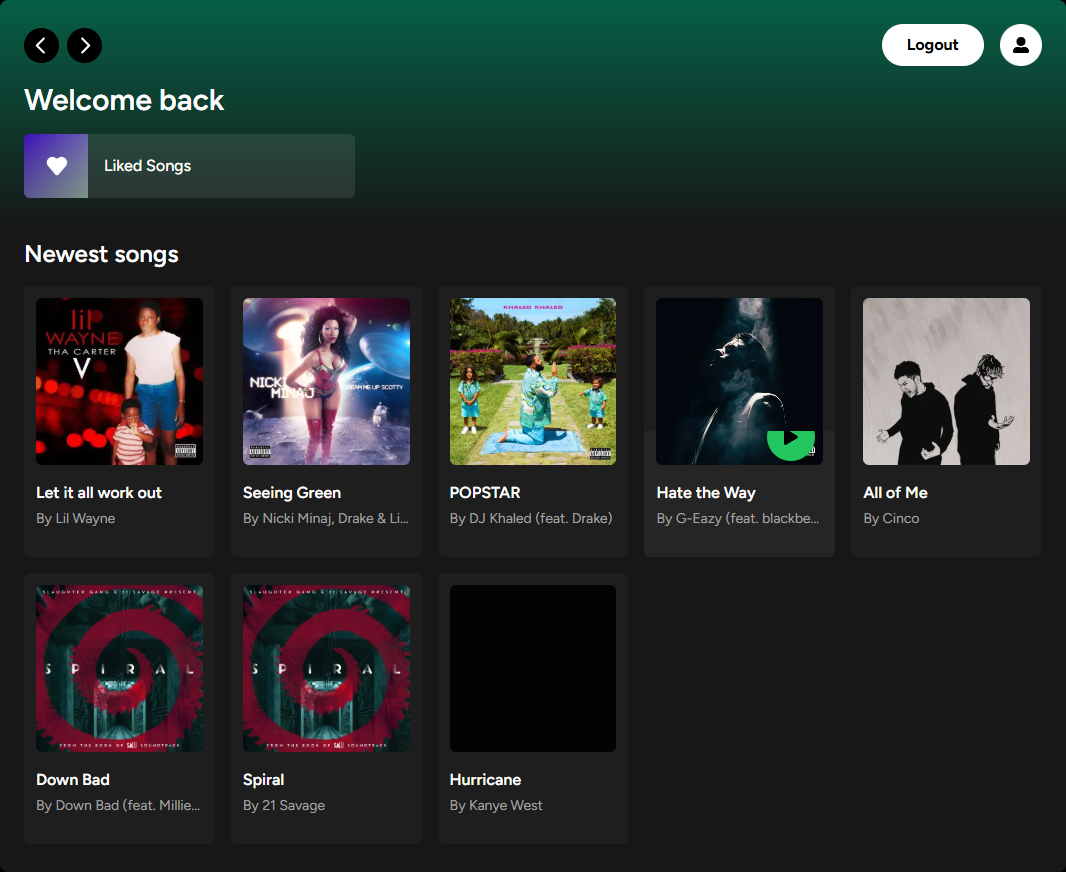 Logout
Welcome back
Liked Songs
Newest songs
lil
WAYNE
THA CARTER
V
NICKI
MINAJ
BEAM ME UP SCOTTY
KHALED KHALED
Let it all work out
By Lil Wayne
Seeing Green
By Nicki Minaj, Drake & Li...
POPSTAR
By DJ Khaled (feat. Drake)
Hate the Way
By G-Eazy (feat. blackbe...
All of Me
By Cinco
SLAUGHTER GANG & 21 SAVAGE PRESENT
SPIRAL
FROM THE BOOK OF SAW SOUNDTRACK
SLAUGHTER GANG & 21 SAVAGE PRESENT
SPIRAL
FROM THE BOOK OF SAW SOUNDTRACK
Down Bad
By Down Bad (feat. Millie...
Spiral
By 21 Savage
Hurricane
By Kanye West